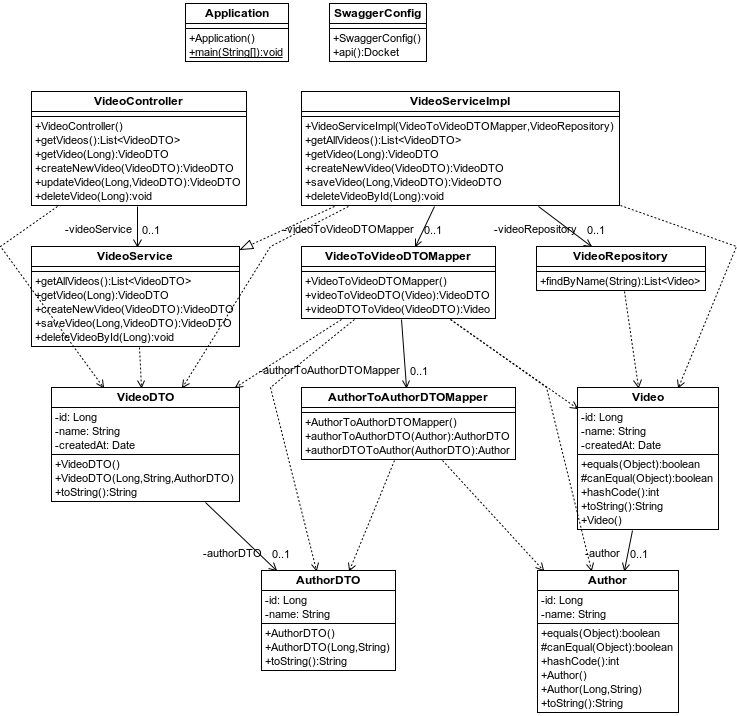 Application
+Application()
+main(String[]):void
SwaggerConfig
+SwaggerConfig()
+api():Docket
VideoController
+VideoController()
+getVideos():List<VideoDTO>
+getVideo(Long):VideoDTO
+createNewVideo(VideoDTO):VideoDTO
+updateVideo(Long,VideoDTO):VideoDTO
+deleteVideo(Long):void
VideoServiceImpl
+VideoServiceImpl(VideoToVideoDTOMapper,VideoRepository)
+getAllVideos():List<VideoDTO>
+getVideo(Long):VideoDTO
+createNewVideo(VideoDTO):VideoDTO
+saveVideo(Long,VideoDTO):VideoDTO
+deleteVideoById(Long):void
-videoService 0..1
-videoToVideoDTOMapper 0..1
-videoRepository 0..1
VideoService
+getAllVideos():List<VideoDTO>
+getVideo(Long):VideoDTO
+createNewVideo(VideoDTO):VideoDTO
+saveVideo(Long,VideoDTO):VideoDTO
+deleteVideoById(Long):void
VideoToVideoDTOMapper
+VideoToVideoDTOMapper()
+videoToVideoDTO(Video):VideoDTO
+videoDTOToVideo(VideoDTO):Video
VideoRepository
+findByName(String):List<Video>
-authorToAuthorDTOMapper 0..1
VideoDTO
-id: Long
-name: String
-createdAt: Date
+VideoDTO()
+VideoDTO(Long,String,AuthorDTO)
+toString():String
AuthorToAuthorDTOMapper
+AuthorToAuthorDTOMapper()
+authorToAuthorDTO(Author):AuthorDTO
+authorDTOToAuthor(AuthorDTO):Author
Video
-id: Long
-name: String
-createdAt: Date
+equals(Object):boolean
#canEqual(Object):boolean
+hashCode():int
+toString():String
+Video()
-authorDTO 0..1
-author 0..1
AuthorDTO
-id: Long
-name: String
+AuthorDTO()
+AuthorDTO(Long,String)
+toString():String
Author
-id: Long
-name: String
+equals(Object):boolean
#canEqual(Object):boolean
+hashCode():int
+Author()
+Author(Long,String)
+toString():String